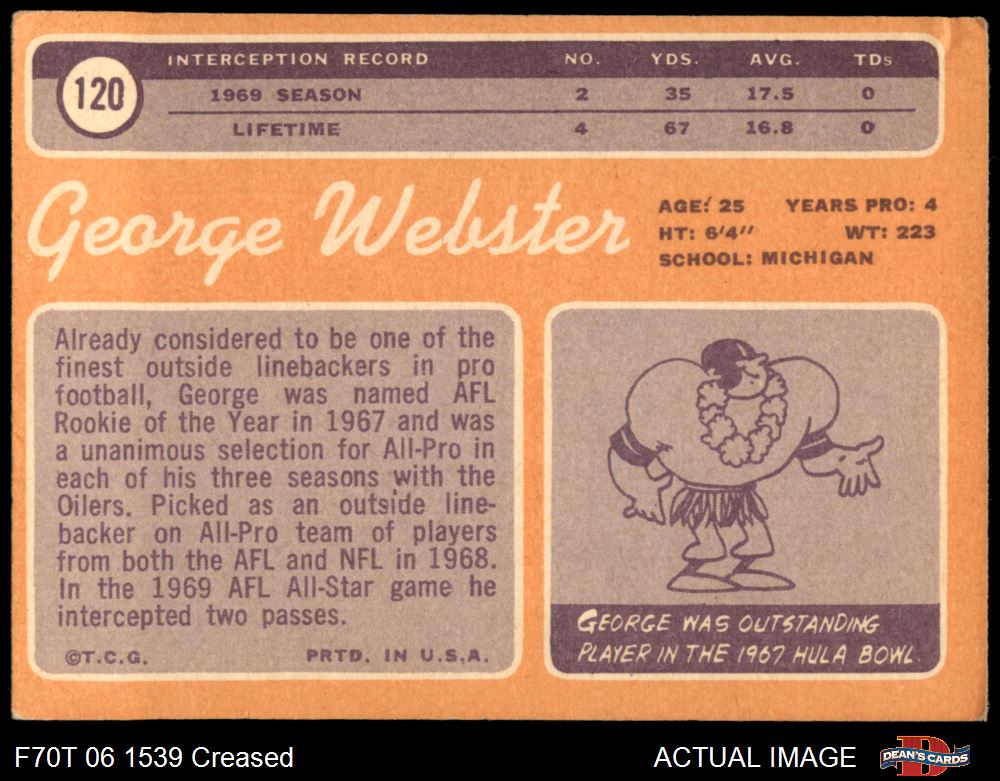 INTERCEPTION RECORD NO. YDS. AVG. TDs
120
1969 SEASON 2 35 17.5 0
LIFETIME 4 67 16.8 0
George Webster
AGE: 25 YEARS PRO: 4
HT: 6'4" WT: 223
SCHOOL: MICHIGAN
Already considered to be one of the
finest outside linebackers in pro
football, George was named AFL
Rookie of the Year in 1967 and was
a unanimous selection for All-Pro in
each of his three seasons with the
Oilers. Picked as an outside line-
backer on All-Pro team of players
from both the AFL and NFL in 1968.
In the 1969 AFL All-Star game he
intercepted two passes.
©T.C.G. PRTD. IN U.S.A.
GEORGE WAS OUTSTANDING
PLAYER IN THE 1967 HULA BOWL.
F70T 06 1539 Creased ACTUAL IMAGE
D
DEAN'S CARDS